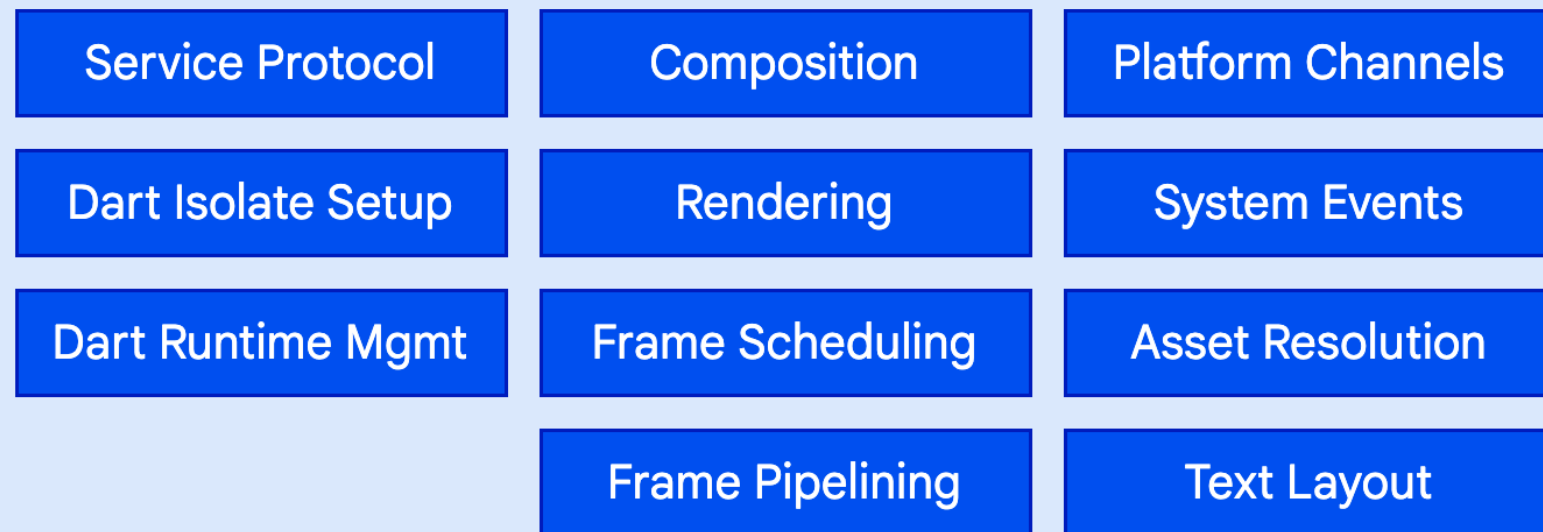 Service Protocol
Composition
Platform Channels
Dart Isolate Setup
Rendering
System Events
Dart Runtime Mgmt
Frame Scheduling
Asset Resolution
Frame Pipelining
Text Layout